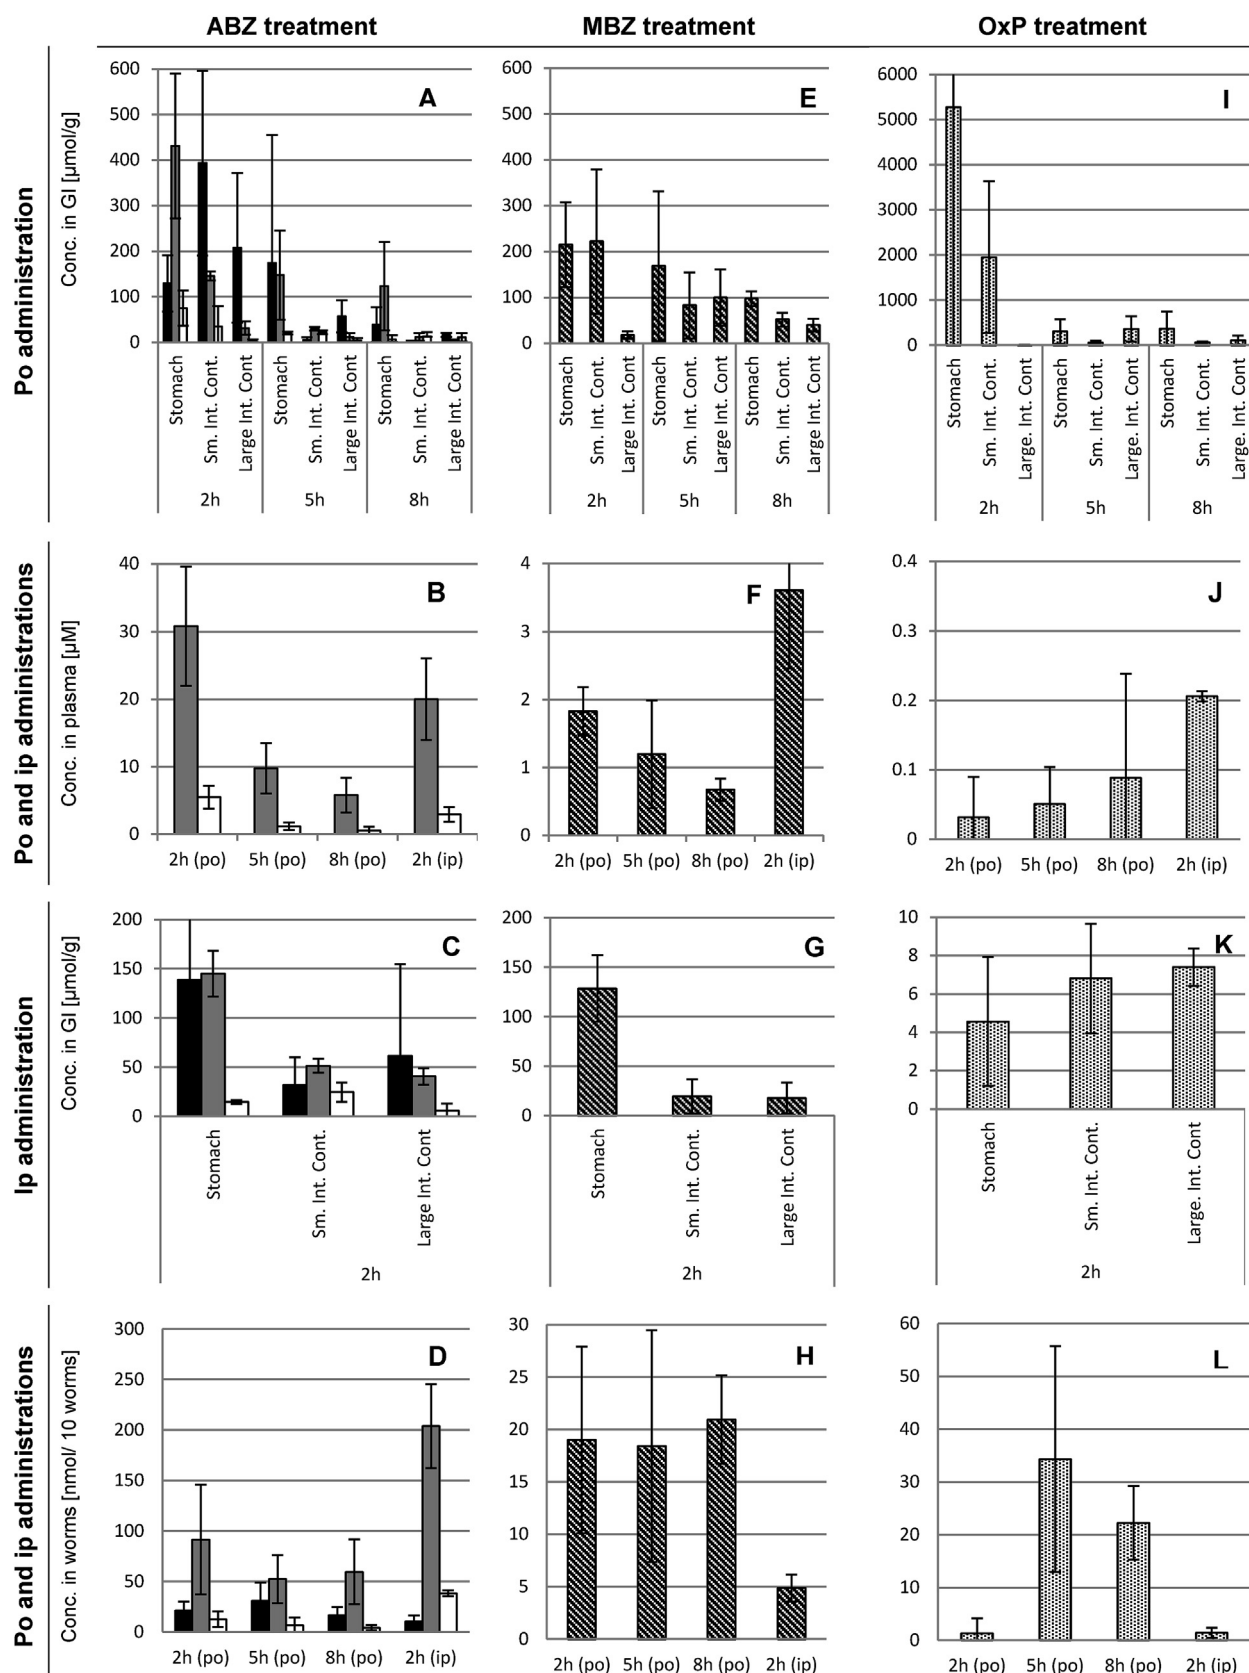 ABZ treatment
MBZ treatment
OxP treatment
Po administration
Conc. in GI [µmol/g]
600
500
400
300
200
100
0
A
Stomach
Sm. Int. Cont.
Large Int. Cont
Stomach
Sm. Int. Cont.
Large Int. Cont
Stomach
Sm. Int. Cont.
Large Int. Cont
2h
5h
8h
600
500
400
300
200
100
0
E
Stomach
Sm. Int. Cont.
Large Int. Cont
Stomach
Sm. Int. Cont.
Large Int. Cont
Stomach
Sm. Int. Cont.
Large Int. Cont
2h
5h
8h
6000
5000
4000
3000
2000
1000
0
I
Stomach
Sm. Int. Cont.
Large. Int. Cont
Stomach
Sm. Int. Cont.
Large. Int. Cont
Stomach
Sm. Int. Cont.
Large. Int. Cont
2h
5h
8h
Po and ip administrations
Conc. in plasma [µM]
40
30
20
10
0
B
2h (po)
5h (po)
8h (po)
2h (ip)
4
3
2
1
0
F
2h (po)
5h (po)
8h (po)
2h (ip)
0.4
0.3
0.2
0.1
0
J
2h (po)
5h (po)
8h (po)
2h (ip)
Ip administration
Conc. in GI [µmol/g]
200
150
100
50
0
C
Stomach
Sm. Int. Cont.
Large Int. Cont
2h
200
150
100
50
0
G
Stomach
Sm. Int. Cont.
Large Int. Cont
2h
10
8
6
4
2
0
K
Stomach
Sm. Int. Cont.
Large. Int. Cont
2h
Po and ip administrations
Conc. in worms [nmol/ 10 worms]
300
250
200
150
100
50
0
D
2h (po)
5h (po)
8h (po)
2h (ip)
30
25
20
15
10
5
0
H
2h (po)
5h (po)
8h (po)
2h (ip)
60
50
40
30
20
10
0
L
2h (po)
5h (po)
8h (po)
2h (ip)